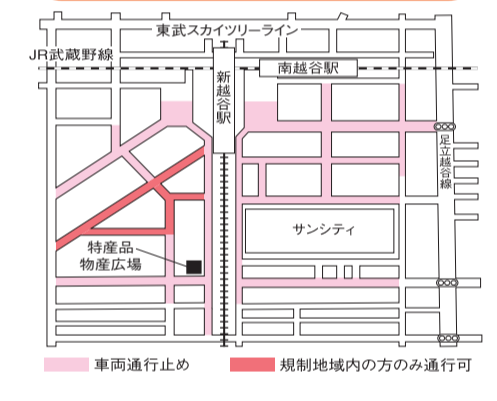 東武スカイツリーライン
JR武蔵野線
新越谷駅
南越谷駅
足立越谷線
サンシティ
特産品
物産広場
車両通行止め
規制地域内の方のみ通行可